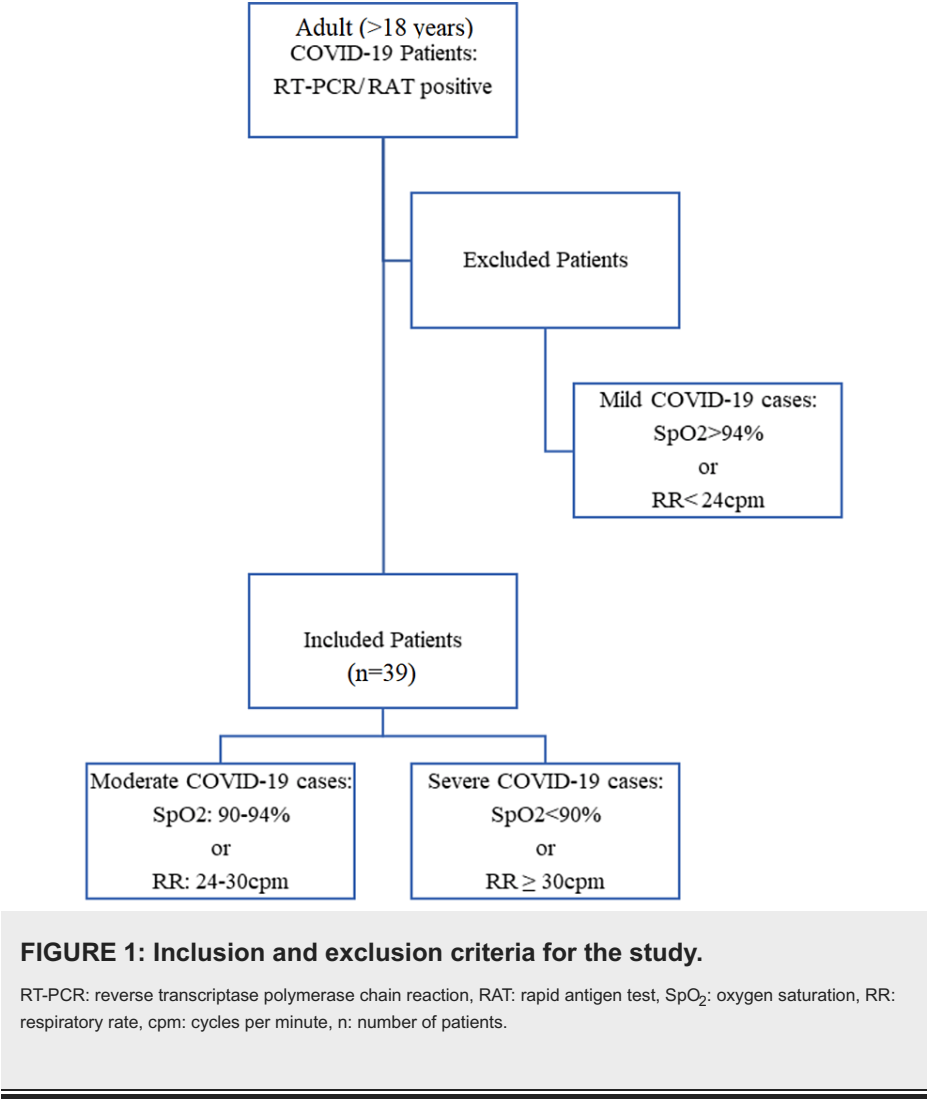 Adult (>18 years)
COVID-19 Patients:
RT-PCR/RAT positive
Excluded Patients
Mild COVID-19 cases:
SpO2>94%
or
RR<24cpm
Included Patients
(n=39)
Moderate COVID-19 cases:
SpO2: 90-94%
or
RR: 24-30cpm
Severe COVID-19 cases:
SpO2<90%
or
RR ≥ 30cpm
FIGURE 1: Inclusion and exclusion criteria for the study.
RT-PCR: reverse transcriptase polymerase chain reaction, RAT: rapid antigen test, SpO₂: oxygen saturation, RR:
respiratory rate, cpm: cycles per minute, n: number of patients.